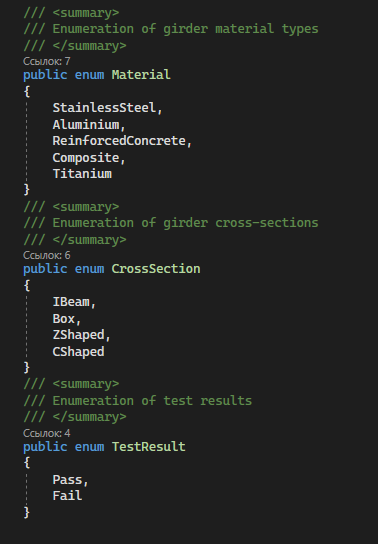 /// <summary>
/// Enumeration of girder material types
/// </summary>
Ссылок: 7
public enum Material
{
StainlessSteel,
Aluminium,
ReinforcedConcrete,
Composite,
Titanium
}
/// <summary>
/// Enumeration of girder cross-sections
/// </summary>
Ссылок: 6
public enum CrossSection
{
IBeam,
Box,
ZShaped,
CShaped
}
/// <summary>
/// Enumeration of test results
/// </summary>
Ссылок: 4
public enum TestResult
{
Pass,
Fail
}